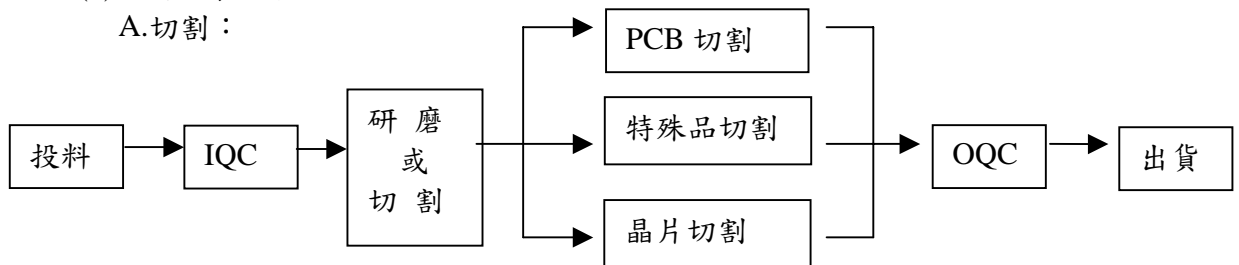 A.切割：
投料
IQC
研 磨
或
切 割
PCB 切割
特殊品切割
晶片切割
OQC
出貨